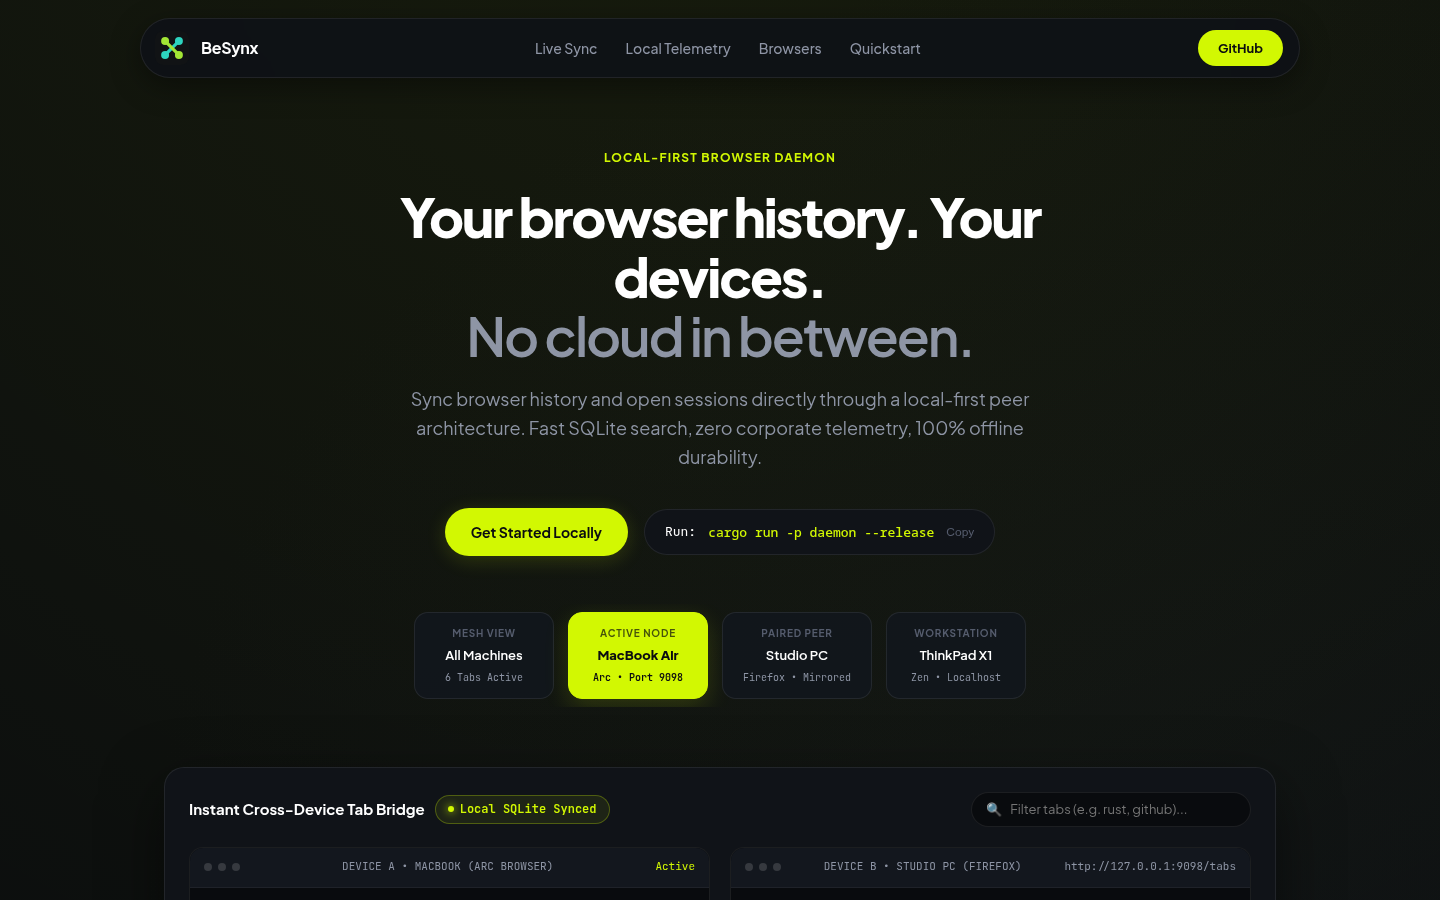 BeSynx
Live Sync
Local Telemetry
Browsers
Quickstart
GitHub
LOCAL-FIRST BROWSER DAEMON
Your browser history. Your
devices.
No cloud in between.
Sync browser history and open sessions directly through a local-first peer
architecture. Fast SQLite search, zero corporate telemetry, 100% offline
durability.
Get Started Locally
Run: cargo run -p daemon --release Copy
MESH VIEW
All Machines
6 Tabs Active
ACTIVE NODE
MacBook Air
Arc • Port 9098
PAIRED PEER
Studio PC
Firefox • Mirrored
WORKSTATION
ThinkPad X1
Zen • Localhost
Instant Cross-Device Tab Bridge
Local SQLite Synced
Filter tabs (e.g. rust, github)...
DEVICE A • MACBOOK (ARC BROWSER)
Active
DEVICE B • STUDIO PC (FIREFOX)
http://127.0.0.1:9098/tabs